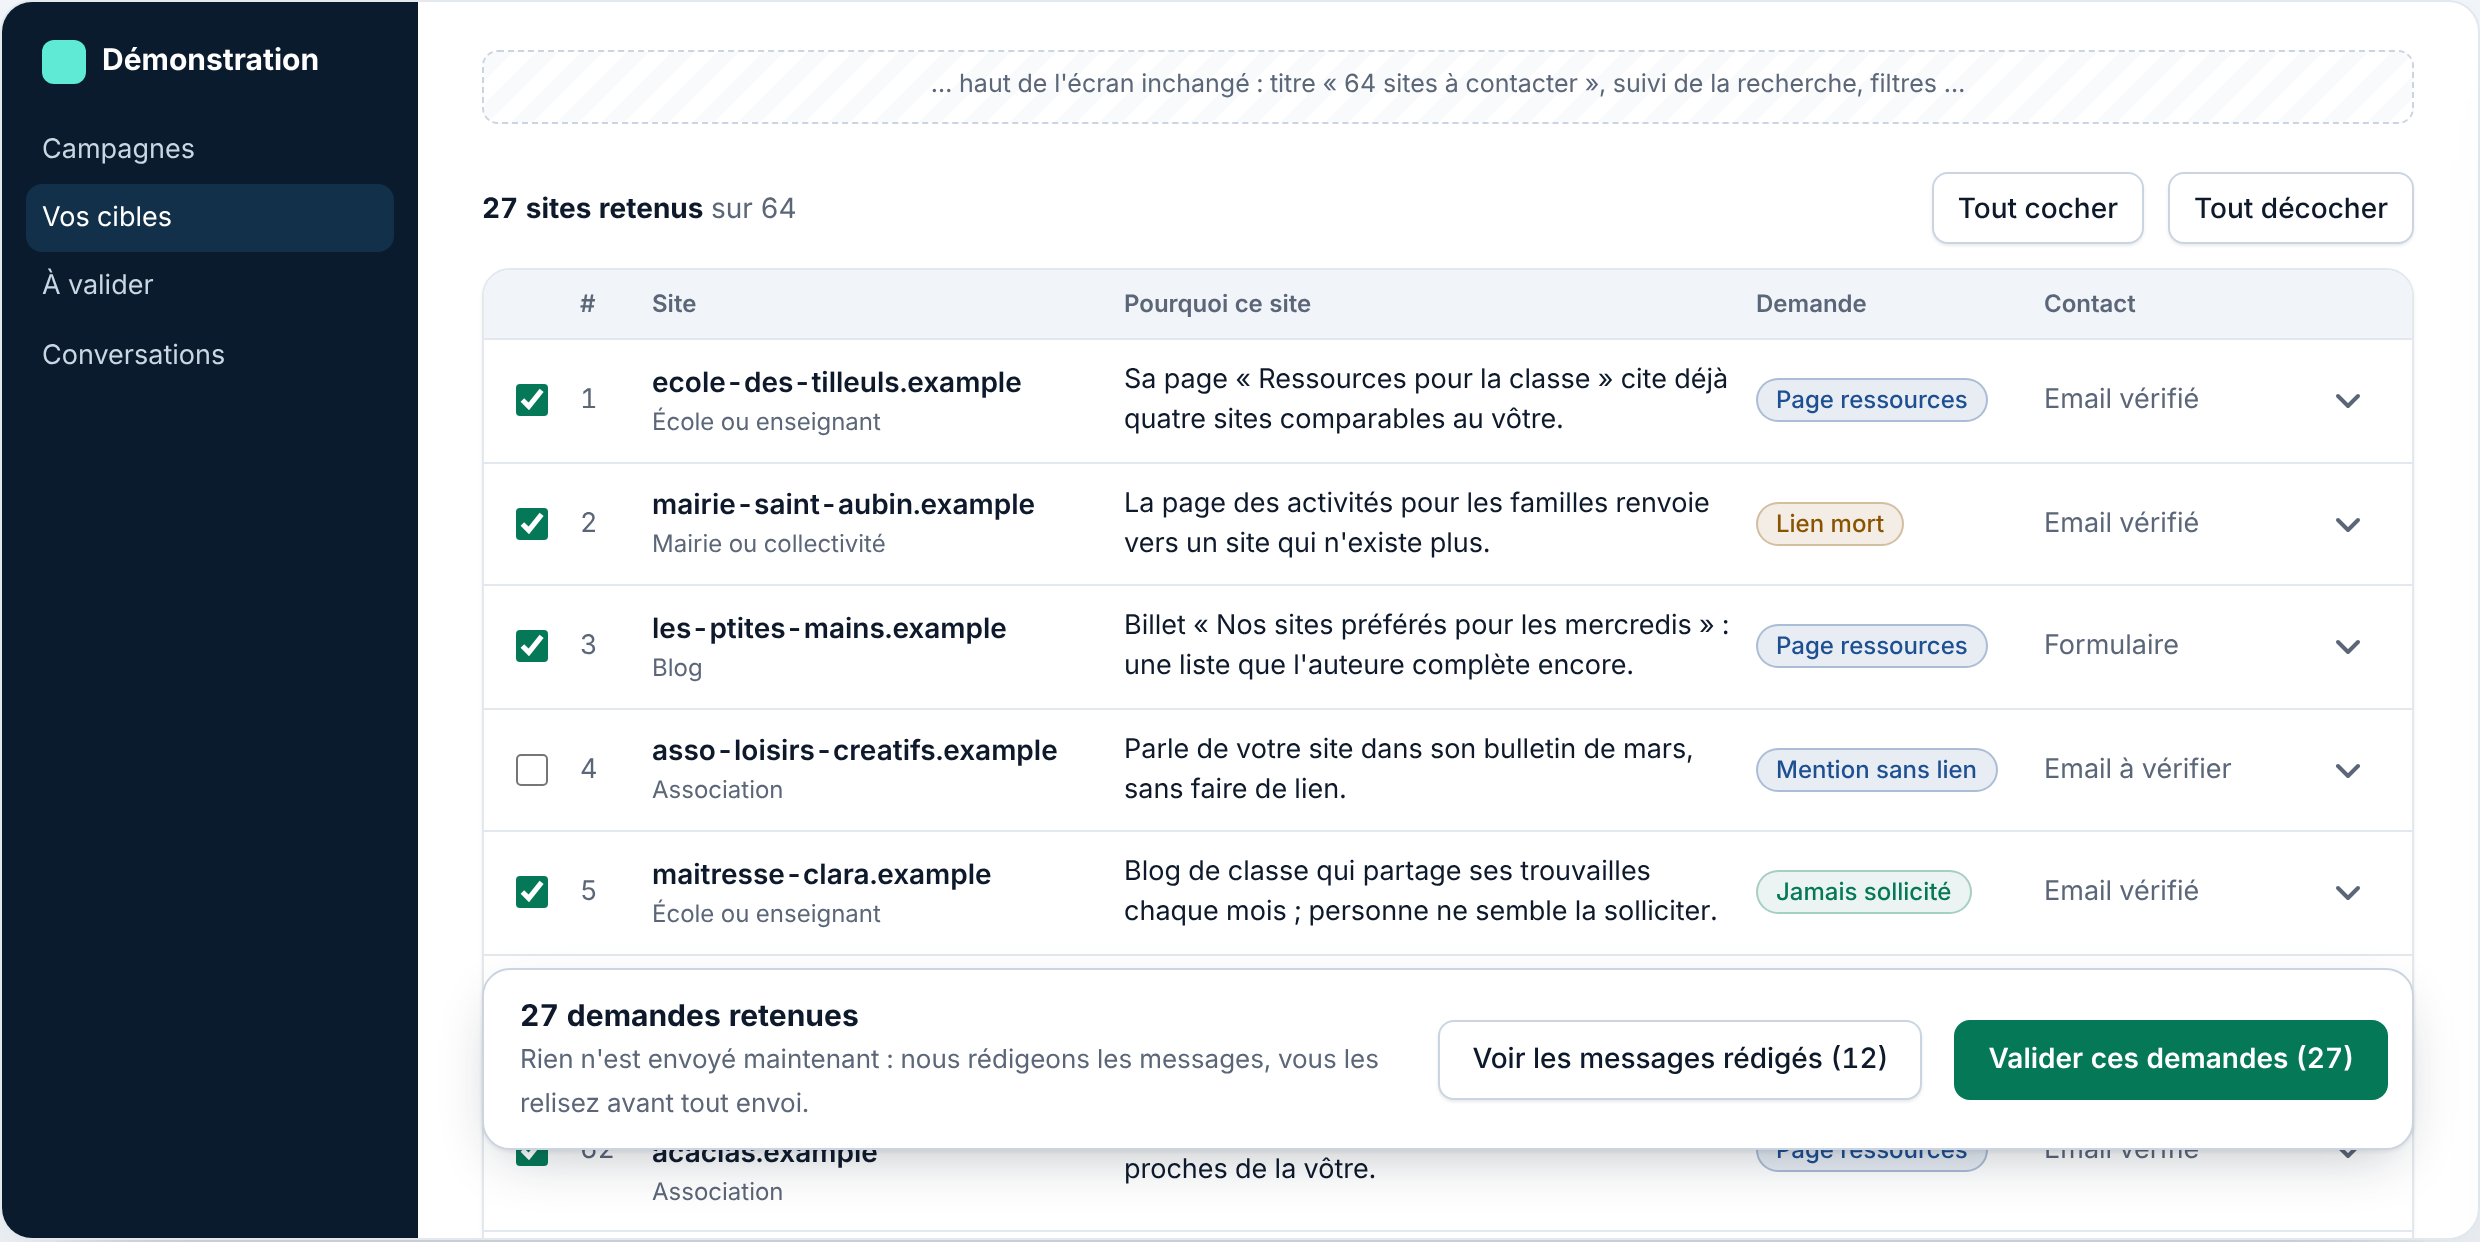 Démonstration
Campagnes
Vos cibles
À valider
Conversations
... haut de l'écran inchangé : titre « 64 sites à contacter », suivi de la recherche, filtres ...
27 sites retenus sur 64
Tout cocher
Tout décocher
# Site Pourquoi ce site Demande Contact
1 ecole-des-tilleuls.example
École ou enseignant
Sa page « Ressources pour la classe » cite déjà
quatre sites comparables au vôtre.
Page ressources
Email vérifié
2 mairie-saint-aubin.example
Mairie ou collectivité
La page des activités pour les familles renvoie
vers un site qui n'existe plus.
Lien mort
Email vérifié
3 les-ptites-mains.example
Blog
Billet « Nos sites préférés pour les mercredis » :
une liste que l'auteure complète encore.
Page ressources
Formulaire
4 asso-loisirs-creatifs.example
Association
Parle de votre site dans son bulletin de mars,
sans faire de lien.
Mention sans lien
Email à vérifier
5 maitresse-clara.example
École ou enseignant
Blog de classe qui partage ses trouvailles
chaque mois ; personne ne semble la solliciter.
Jamais sollicité
Email vérifié
27 demandes retenues
Rien n'est envoyé maintenant : nous rédigeons les messages, vous les
relisez avant tout envoi.
Voir les messages rédigés (12)
Valider ces demandes (27)
62 acacias.example
Association
proches de la vôtre.
Page ressources
Email vérifié